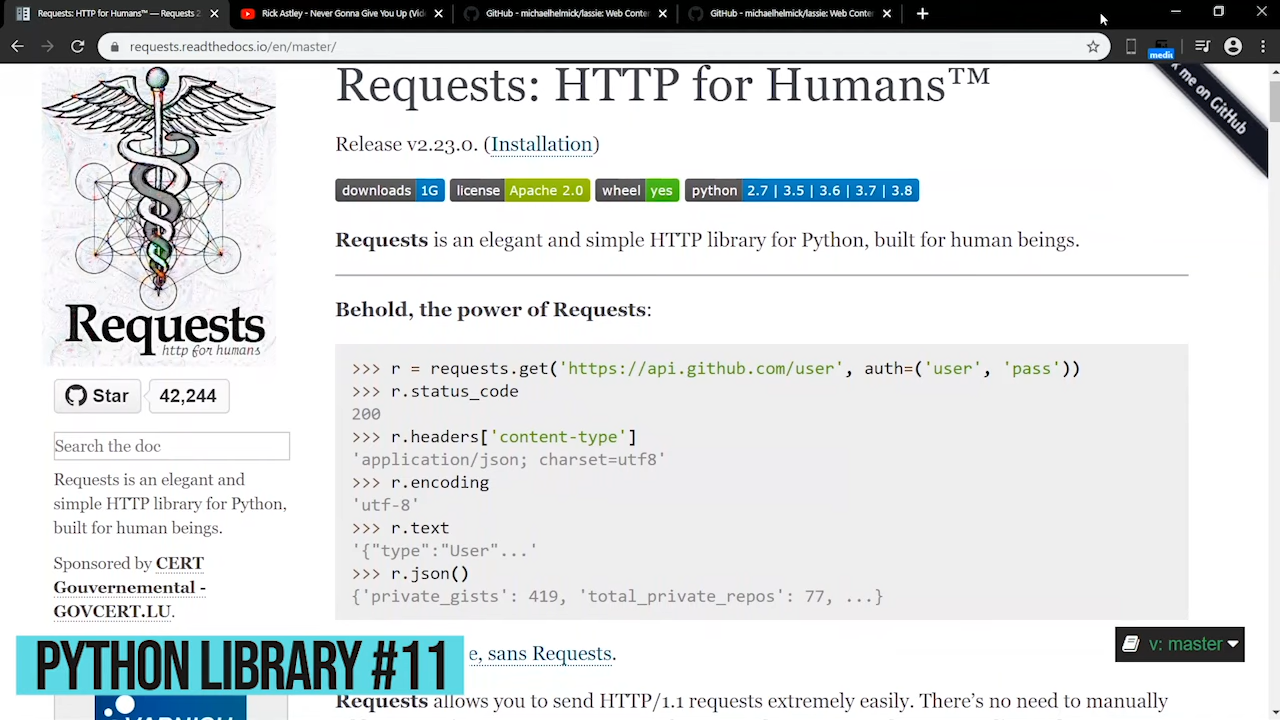 Requests: HTTP for Humans™ — Requests 2
Rick Astley - Never Gonna Give You Up (Vid
GitHub - michaelhelmick/lassie: Web Conten
GitHub - michaelhelmick/lassie: Web Conten
requests.readthedocs.io/en/master/
medit
k me on GitHub
Requests
http for humans
Star
42,244
Search the doc
Requests is an elegant and
simple HTTP library for Python,
built for human beings.
Sponsored by CERT
Gouvernemental -
GOVCERT.LU.
Requests: HTTP for Humans™
Release v2.23.0. (Installation)
downloads 1G license Apache 2.0 wheel yes python 2.7 | 3.5 | 3.6 | 3.7 | 3.8
Requests is an elegant and simple HTTP library for Python, built for human beings.
Behold, the power of Requests:
>>> r = requests.get('https://api.github.com/user', auth=('user', 'pass'))
>>> r.status_code
200
>>> r.headers['content-type']
'application/json; charset=utf8'
>>> r.encoding
'utf-8'
>>> r.text
'{"type":"User"...'
>>> r.json()
{'private_gists': 419, 'total_private_repos': 77, ...}
e, sans Requests.
Requests allows you to send HTTP/1.1 requests extremely easily. There's no need to manually
v: master
PYTHON LIBRARY #11